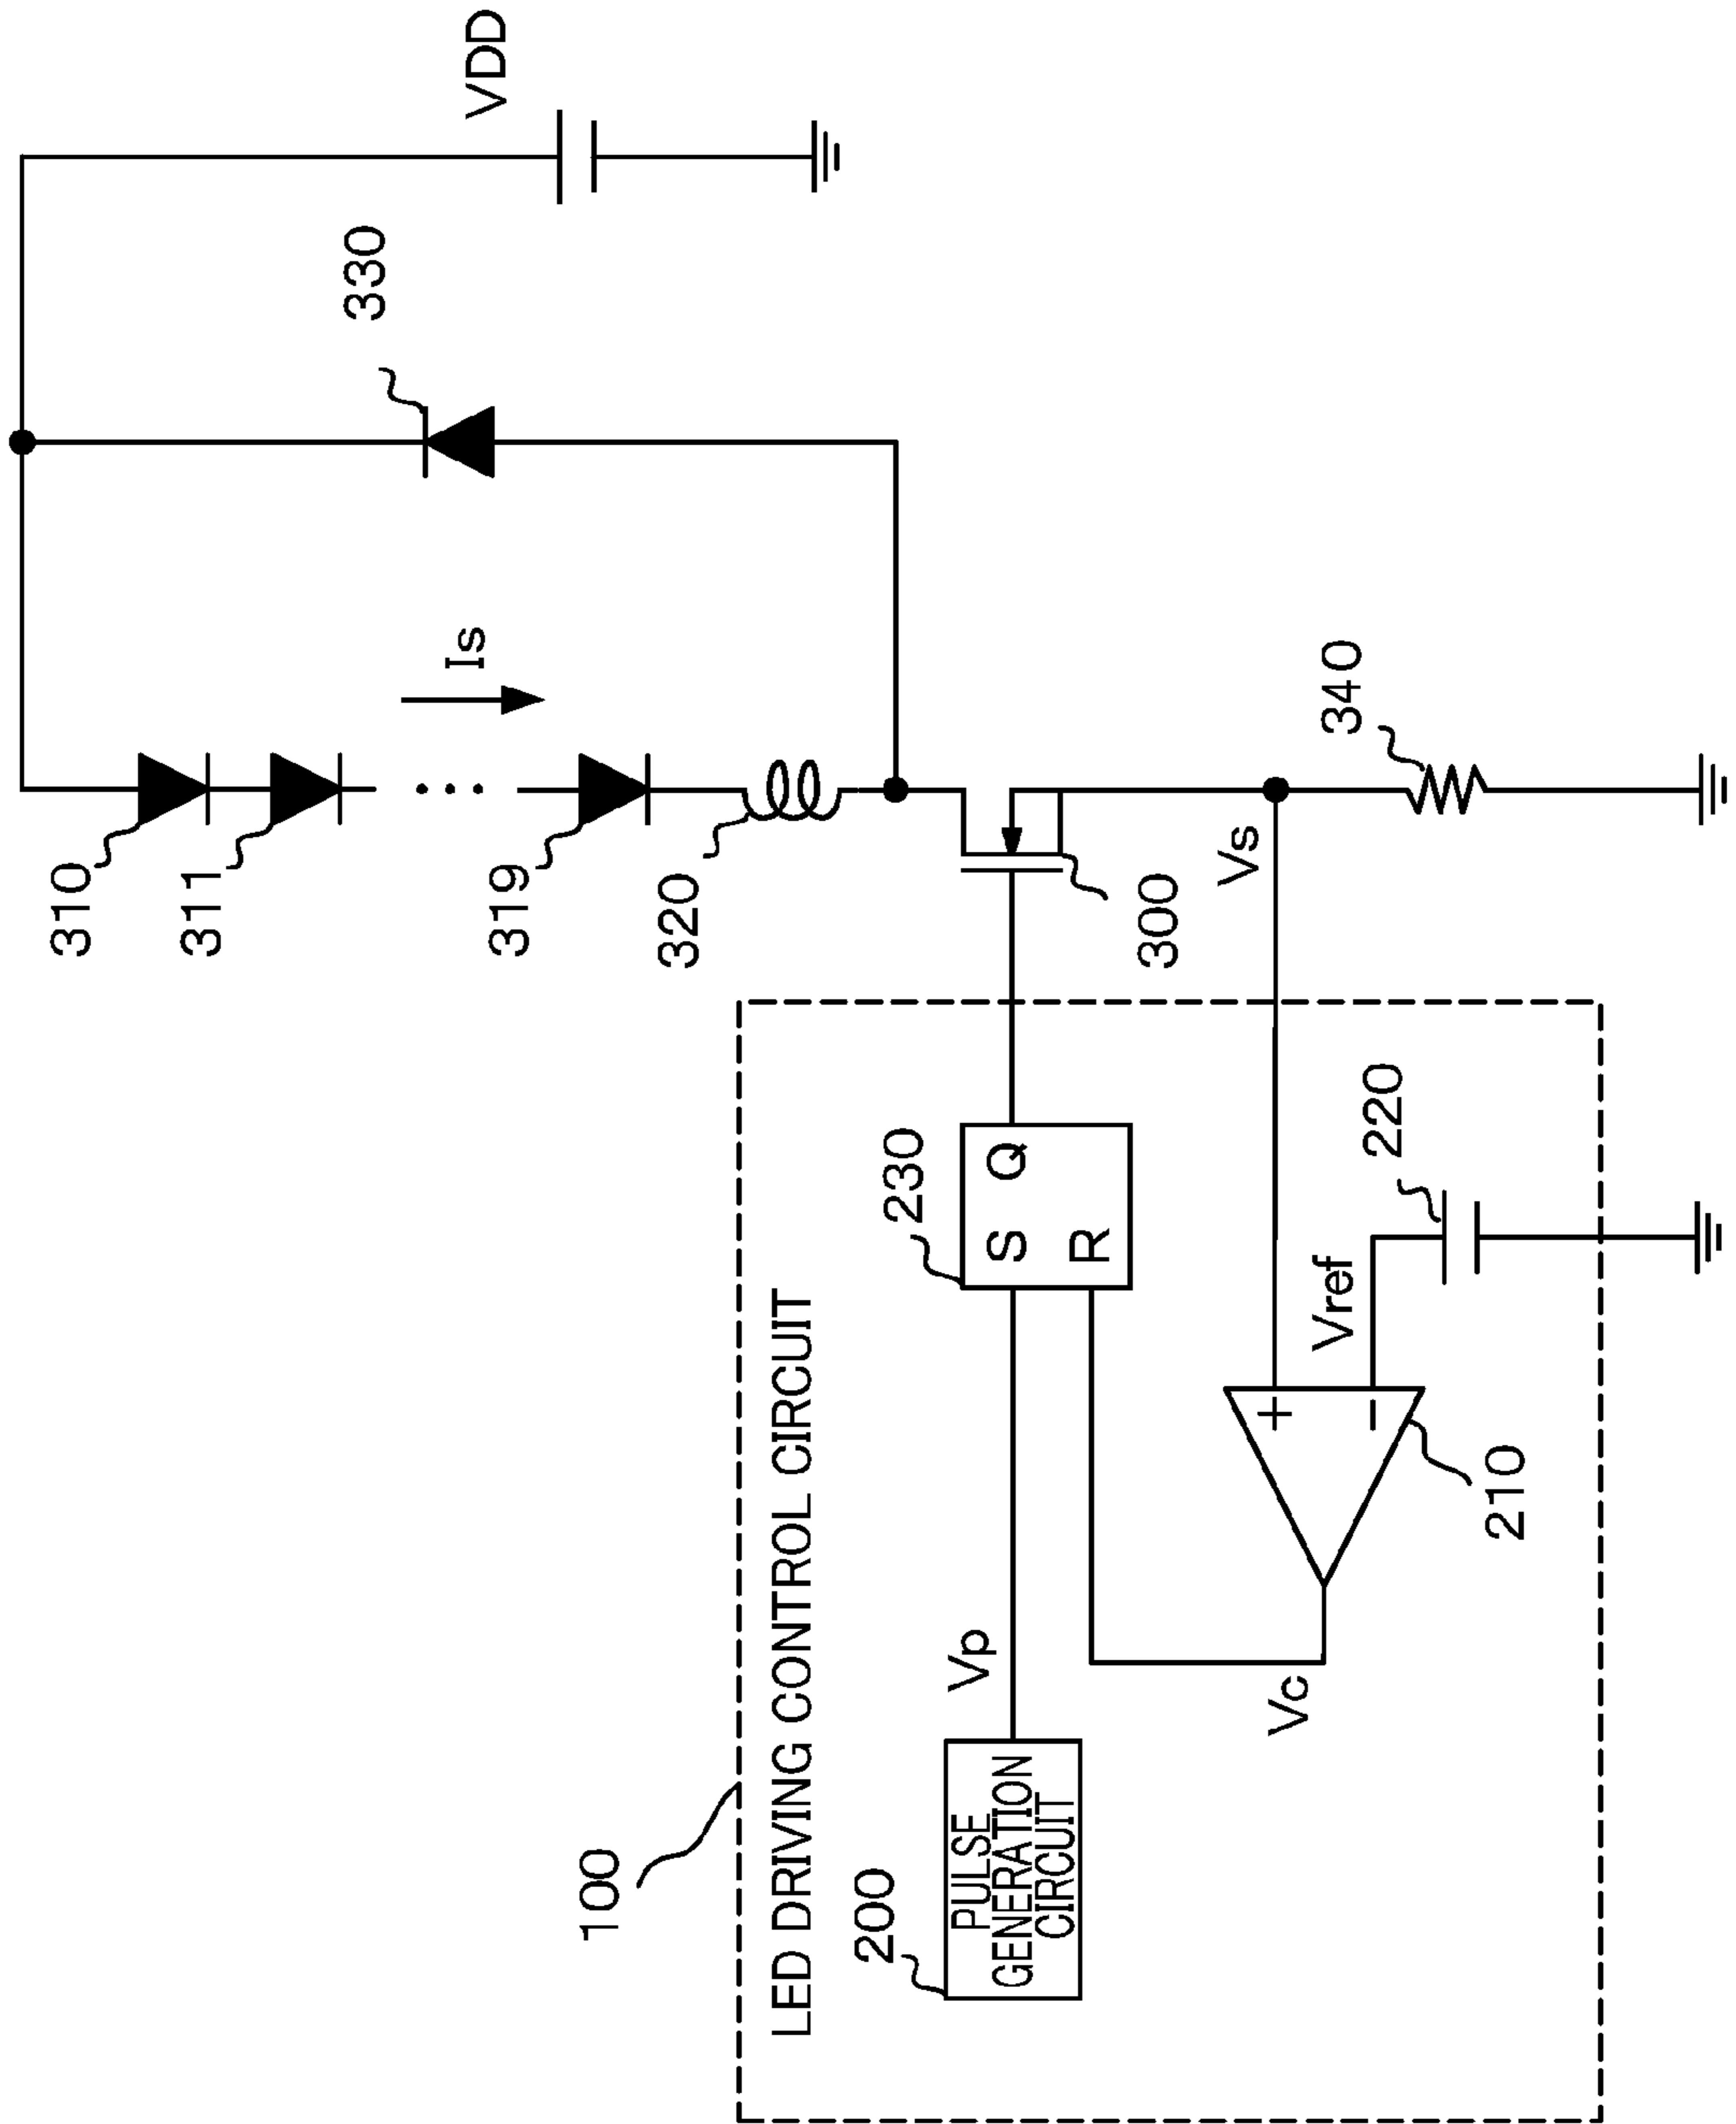 VDD
330
Is
310
311
319
320
300
Vs
340
230
S
Q
R
220
Vref
+
−
210
Vc
Vp
LED DRIVING CONTROL CIRCUIT
100
200
PULSE
GENERATION
CIRCUIT